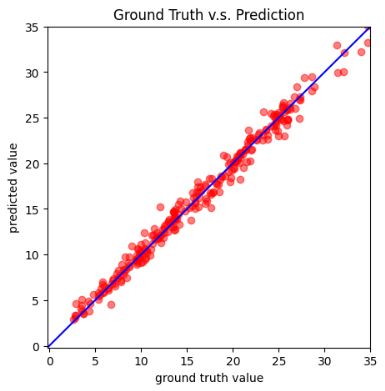 Ground Truth v.s. Prediction
35
30
25
20
15
10
5
0
predicted value
0 5 10 15 20 25 30 35
ground truth value